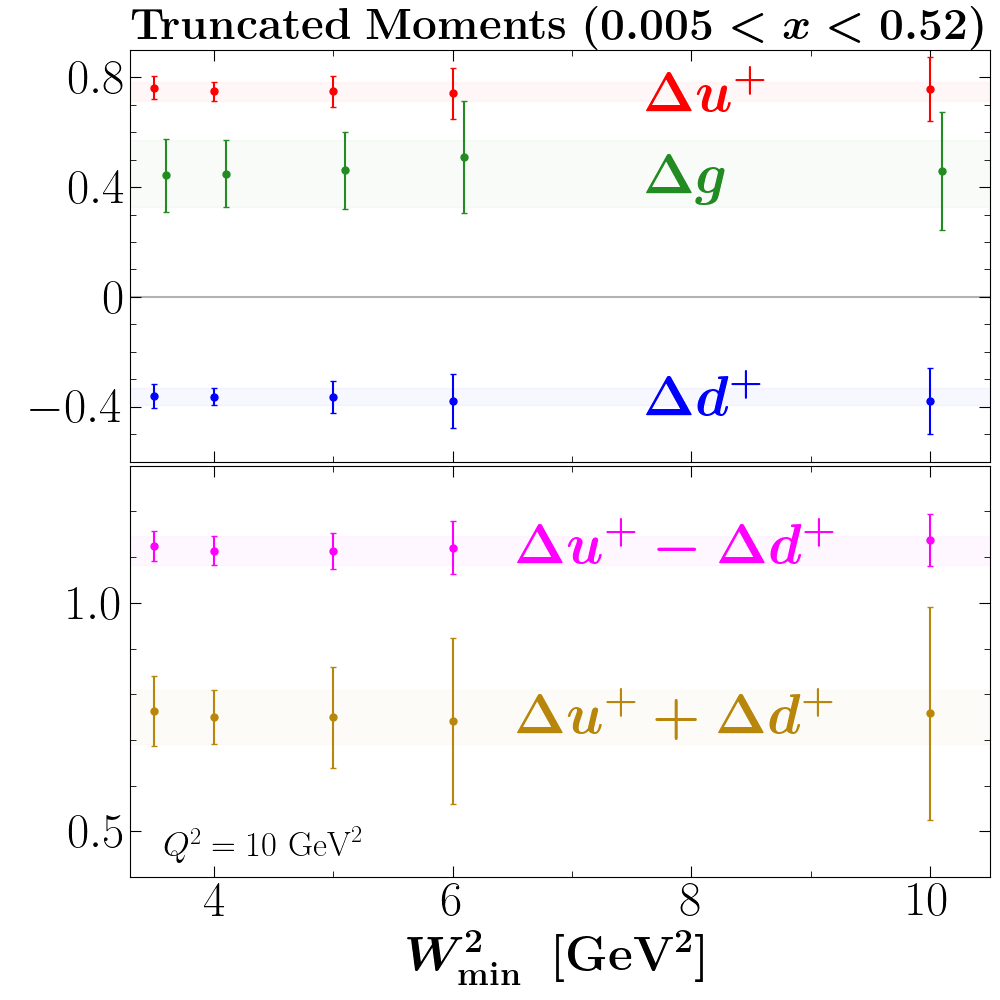 Truncated Moments (0.005 < x < 0.52)
0.8
Δu⁺
0.4
Δg
0
−0.4
Δd⁺
Δu⁺ − Δd⁺
1.0
Δu⁺ + Δd⁺
0.5
Q² = 10 GeV²
4 6 8 10
W²min [GeV²]